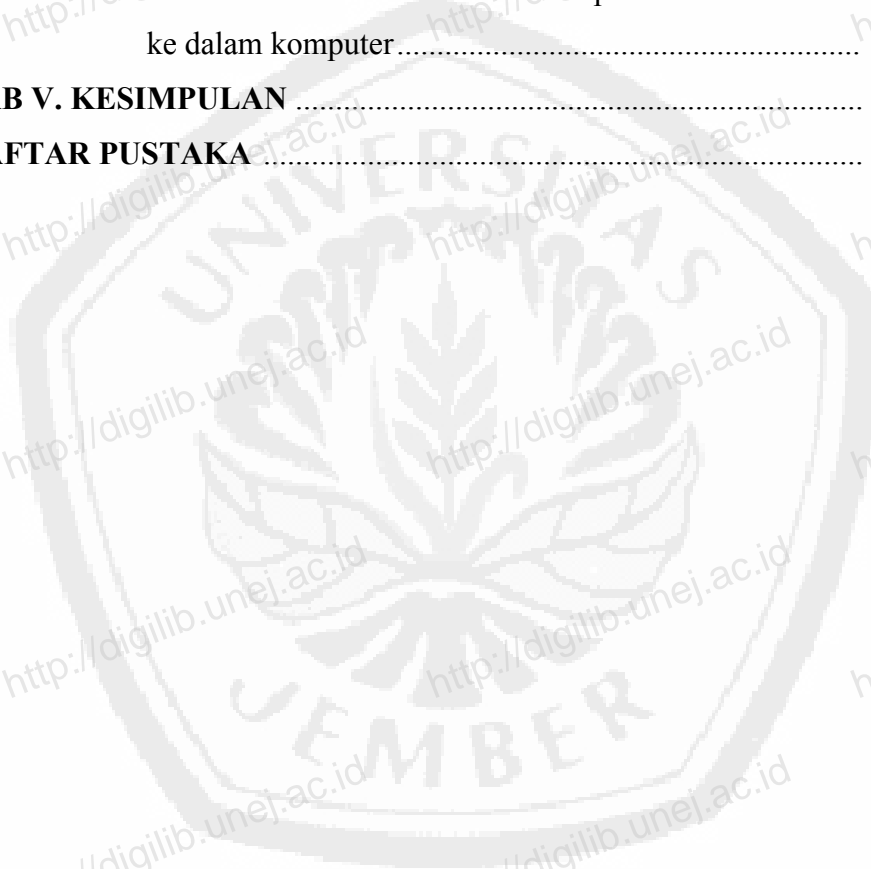 ke dalam komputer
B V. KESIMPULAN
FTAR PUSTAKA
UNIVERSITAS
JEMBER
http://digilib.unej.ac.id
http://digilib.unej.ac.id
http://digilib.unej.ac.id
http://digilib.unej.ac.id
http://digilib.unej.ac.id
http://digilib.unej.ac.id
//digilib.unej.ac.id
//digilib.unej.ac.id